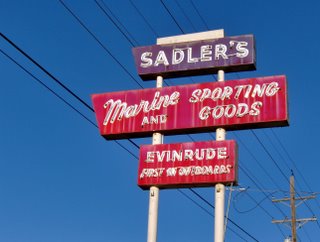 SADLER'S
Marine SPORTING
AND GOODS
EVINRUDE
FIRST IN OUTBOARDS